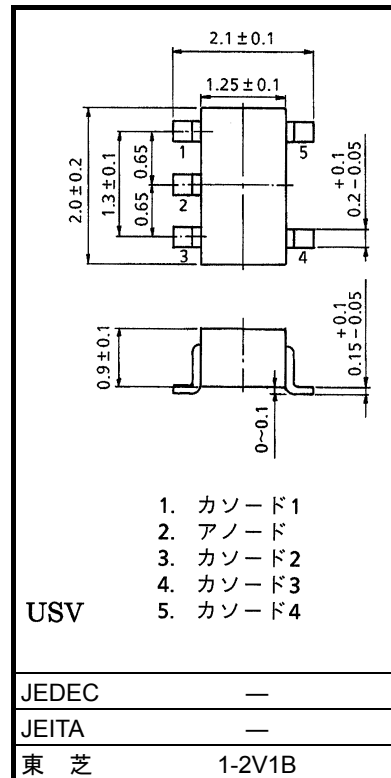 2.1±0.1
1.25±0.1
2.0±0.2
1.3±0.1
0.65
0.65
1
2
3
5
4
+0.1
0.2-0.05
0.9±0.1
+0.1
0.15-0.05
0~0.1
1. カソード1
2. アノード
3. カソード2
4. カソード3
USV 5. カソード4
JEDEC ―
JEITA ―
東 芝 1-2V1B